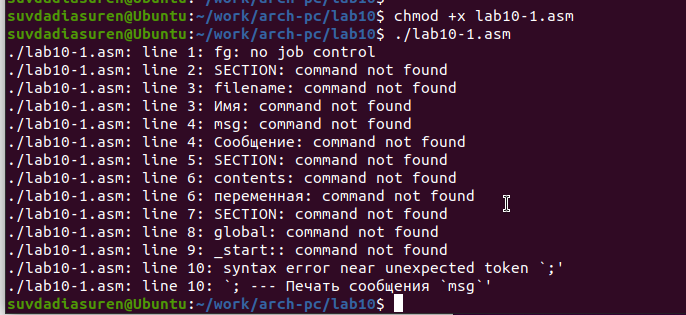 suvdadiasuren@Ubuntu:~/work/arch-pc/lab10$ chmod +x lab10-1.asm
suvdadiasuren@Ubuntu:~/work/arch-pc/lab10$ ./lab10-1.asm
./lab10-1.asm: line 1: fg: no job control
./lab10-1.asm: line 2: SECTION: command not found
./lab10-1.asm: line 3: filename: command not found
./lab10-1.asm: line 3: Имя: command not found
./lab10-1.asm: line 4: msg: command not found
./lab10-1.asm: line 4: Сообщение: command not found
./lab10-1.asm: line 5: SECTION: command not found
./lab10-1.asm: line 6: contents: command not found
./lab10-1.asm: line 6: переменная: command not found
./lab10-1.asm: line 7: SECTION: command not found
./lab10-1.asm: line 8: global: command not found
./lab10-1.asm: line 9: _start:: command not found
./lab10-1.asm: line 10: syntax error near unexpected token `;'
./lab10-1.asm: line 10: `; --- Печать сообщения `msg`'
suvdadiasuren@Ubuntu:~/work/arch-pc/lab10$